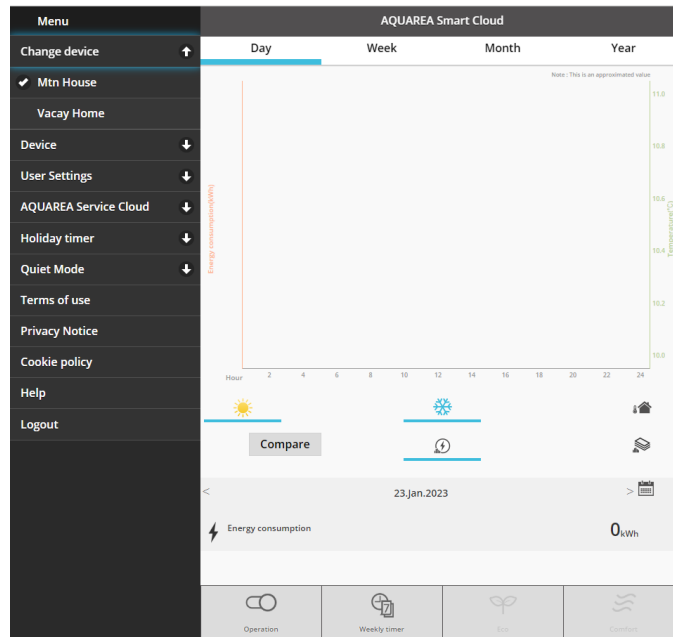 Menu
Change device
Mtn House
Vacay Home
Device
User Settings
AQUAREA Service Cloud
Holiday timer
Quiet Mode
Terms of use
Privacy Notice
Cookie policy
Help
Logout
AQUAREA Smart Cloud
Day Week Month Year
Note : This is an approximated value
Energy consumption(kWh)
11.0
10.8
10.6
10.4
10.2
10.0
Temperature(°C)
Hour 2 4 6 8 10 12 14 16 18 20 22 24
Compare
< 23.Jan.2023 >
Energy consumption 0kWh
7
Operation Weekly timer Eco Comfort